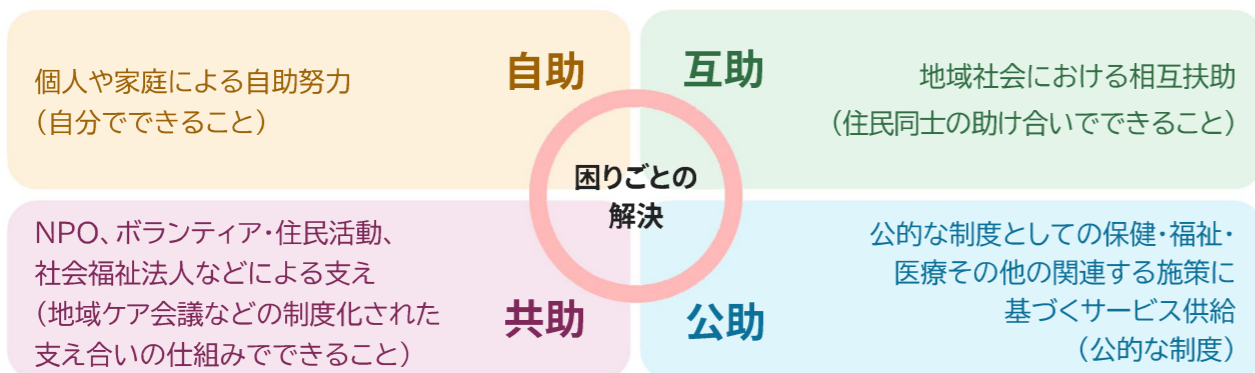 自助
個人や家庭による自助努力
（自分でできること）
互助
地域社会における相互扶助
（住民同士の助け合いでできること）
困りごとの
解決
NPO、ボランティア・住民活動、
社会福祉法人などによる支え
（地域ケア会議などの制度化された
支え合いの仕組みでできること）
共助
公的な制度としての保健・福祉・
医療その他の関連する施策に
基づくサービス供給
（公的な制度）
公助